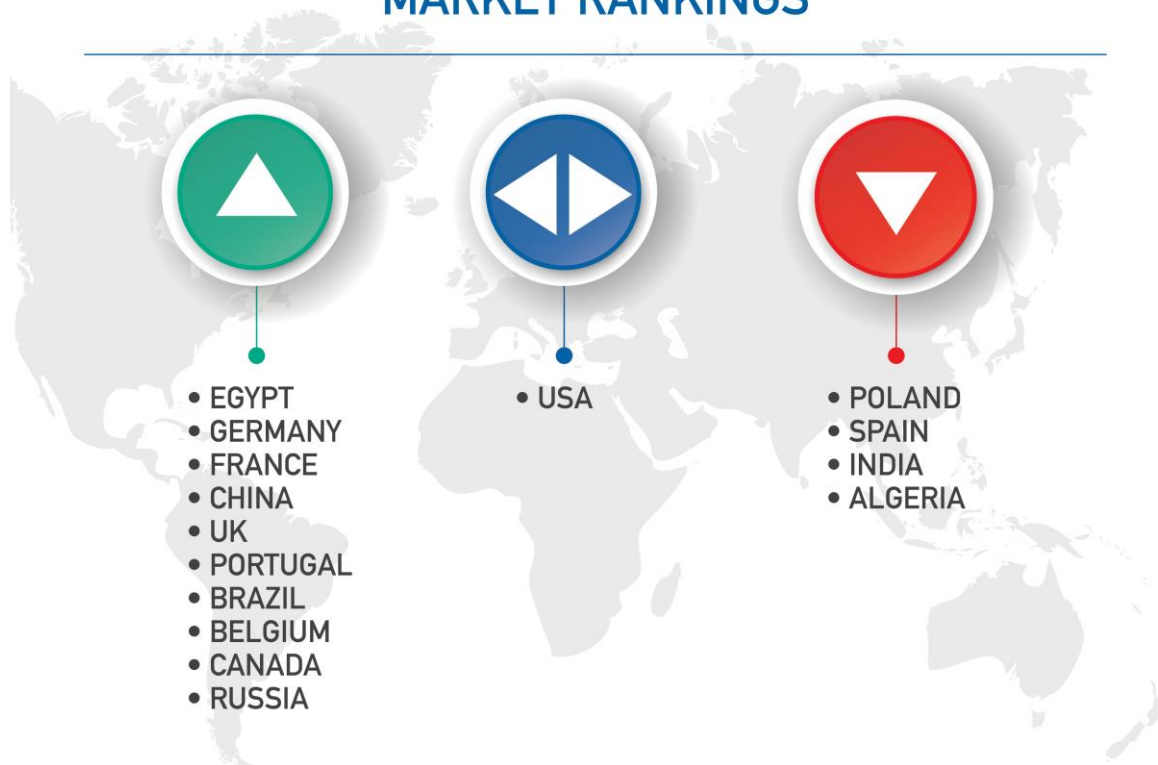 MARKET RANKINGS
• EGYPT
• GERMANY
• FRANCE
• CHINA
• UK
• PORTUGAL
• BRAZIL
• BELGIUM
• CANADA
• RUSSIA
• USA
• POLAND
• SPAIN
• INDIA
• ALGERIA